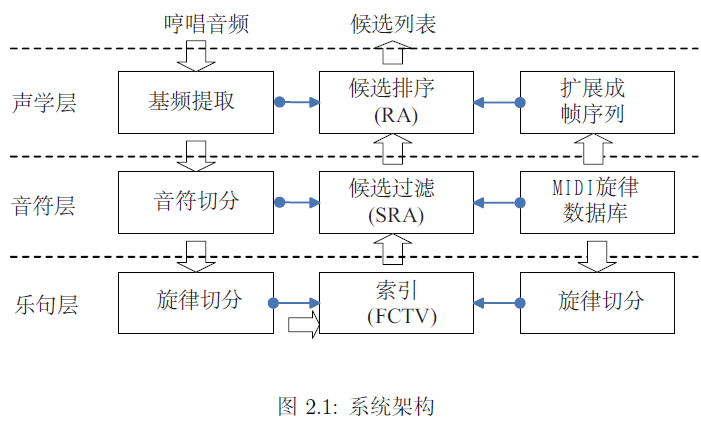 哼唱音频 候选列表
声学层
基频提取
候选排序
(RA)
扩展成
帧序列
音符层
音符切分
候选过滤
(SRA)
MIDI旋律
数据库
乐句层
旋律切分
索引
(FCTV)
旋律切分
图 2.1: 系统架构